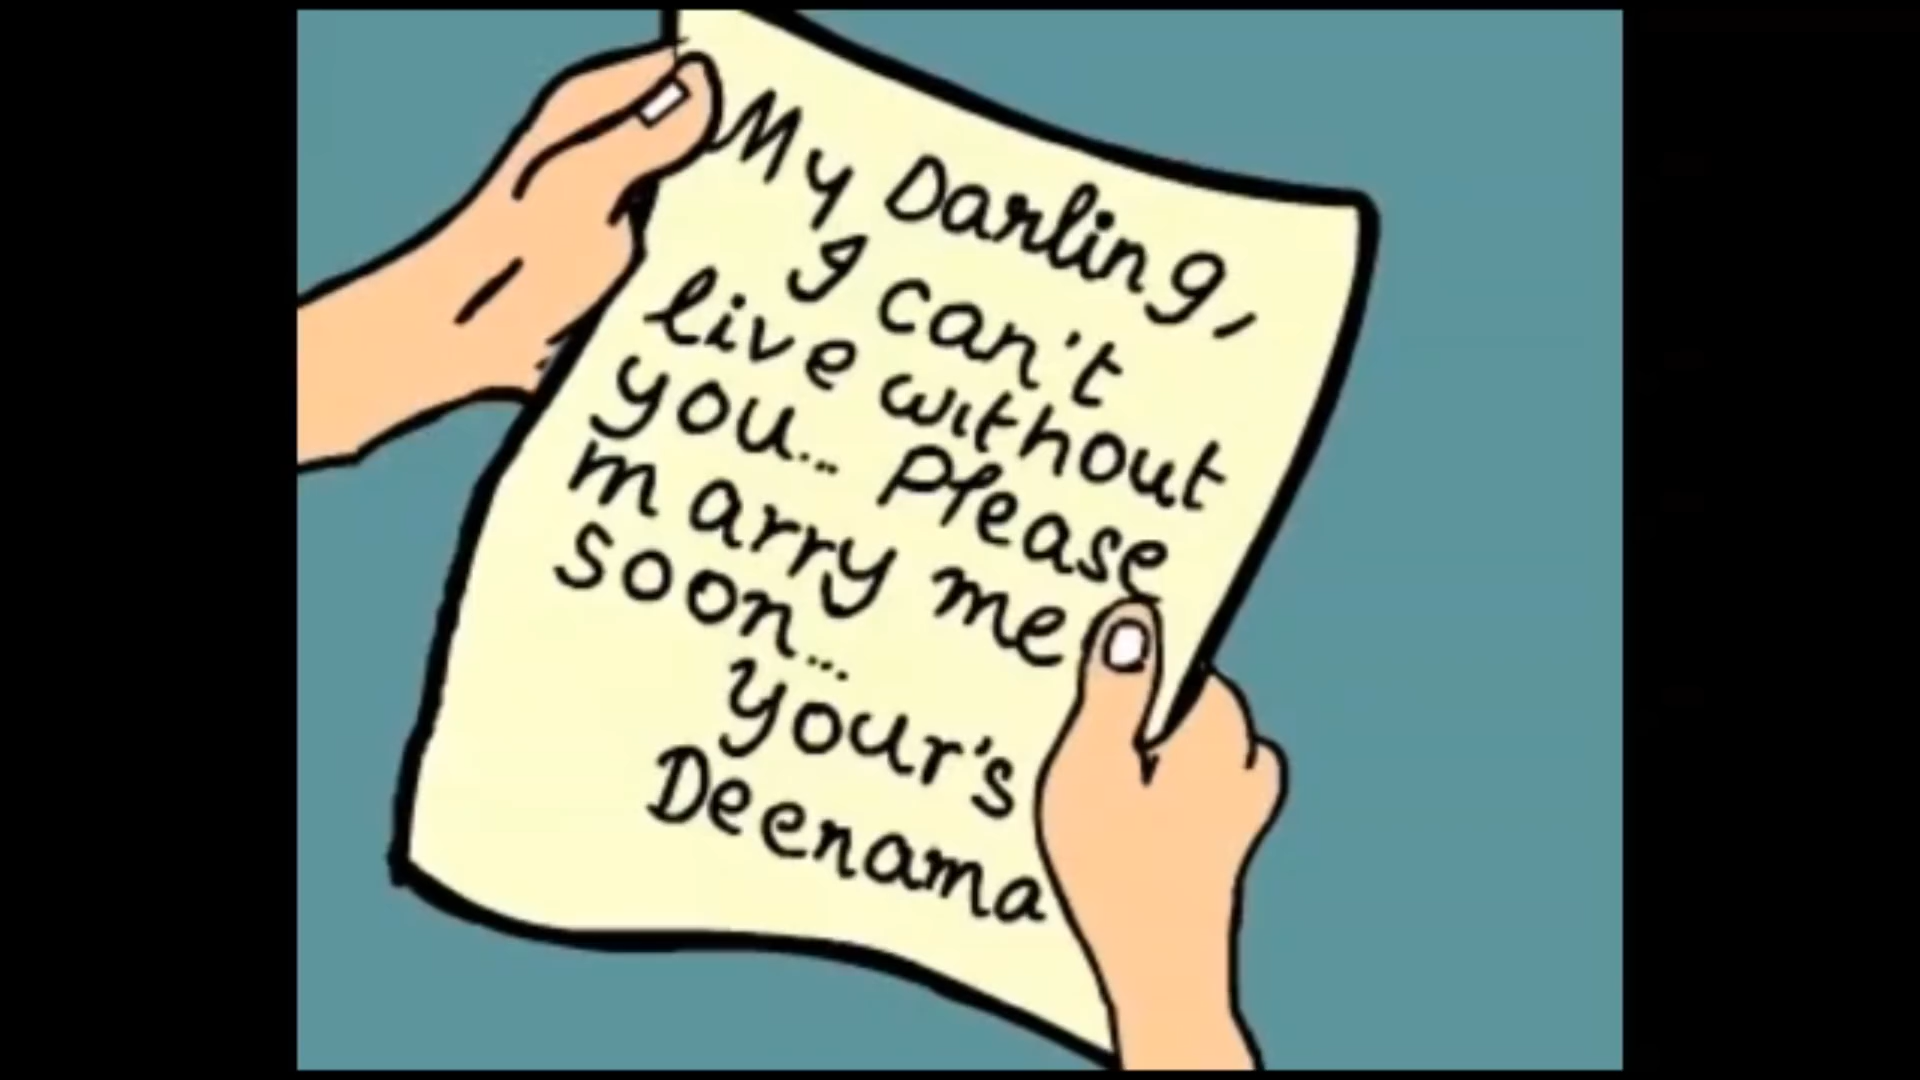 My Darling,
I can't
live without
you... Please
marry me
soon...
your's
Deenama